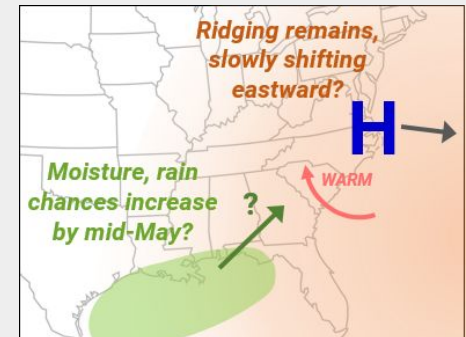 Ridging remains,
slowly shifting
eastward?
H
WARM
Moisture, rain
chances increase
by mid-May?
?